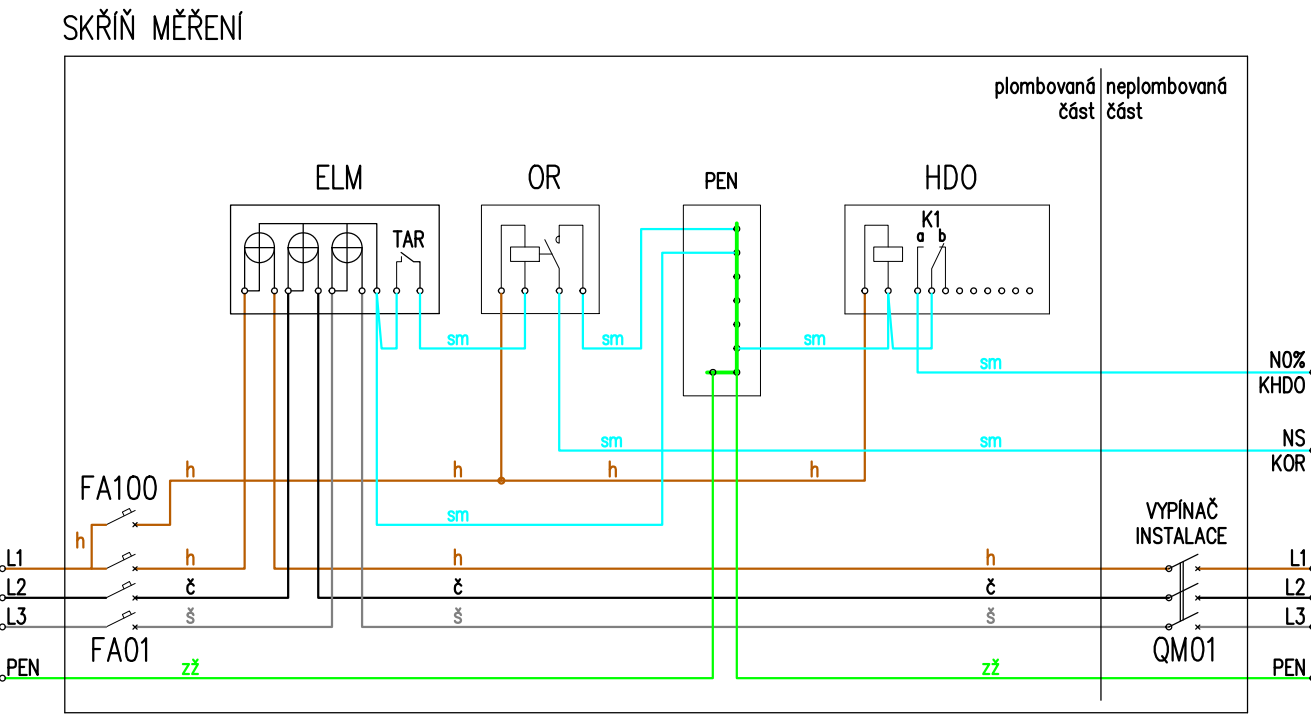 SKŘÍŇ MĚŘENÍ
plombovaná neplombovaná
část část
ELM OR PEN HDO
TAR
K1
a b
sm sm sm
sm
N0%
KHDO
sm sm
NS
KOR
h h h h
FA100
sm
VYPÍNAČ
INSTALACE
h
L1 h h h L1
L2 č č č L2
L3 š š š L3
FA01 QM01
PEN zž zž PEN